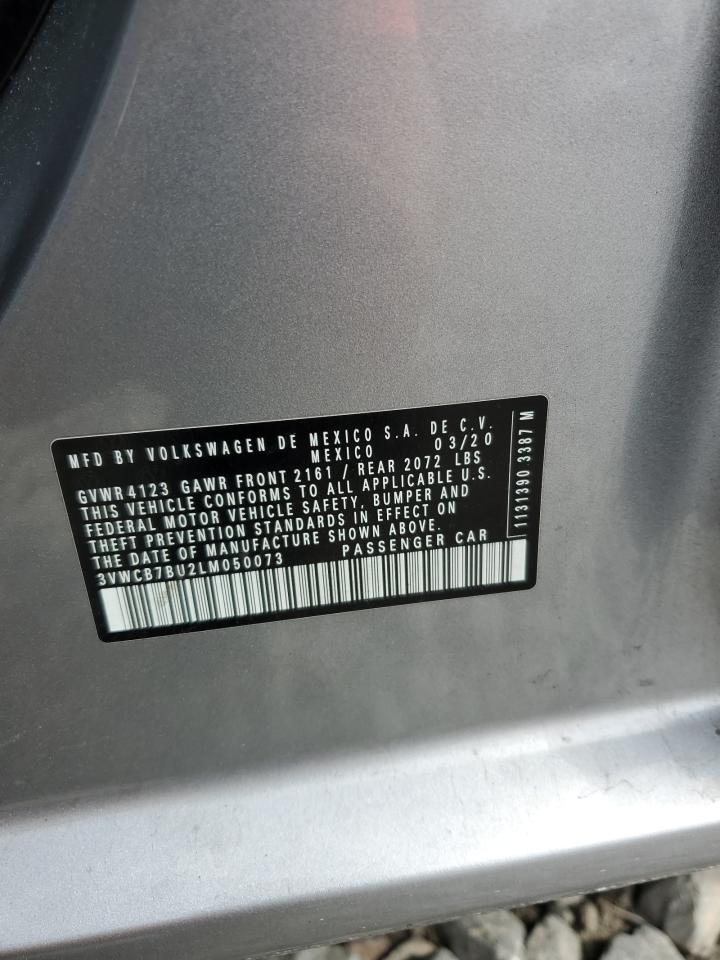 MFD BY VOLKSWAGEN DE MEXICO S.A. DE C.V.
MEXICO 03/20
GVWR 4123 GAWR FRONT 2161 / REAR 2072 LBS
THIS VEHICLE CONFORMS TO ALL APPLICABLE U.S.
FEDERAL MOTOR VEHICLE SAFETY, BUMPER AND
THEFT PREVENTION STANDARDS IN EFFECT ON
THE DATE OF MANUFACTURE SHOWN ABOVE.
3VWCB7BU2LM050073 PASSENGER CAR
1131390 3387 M